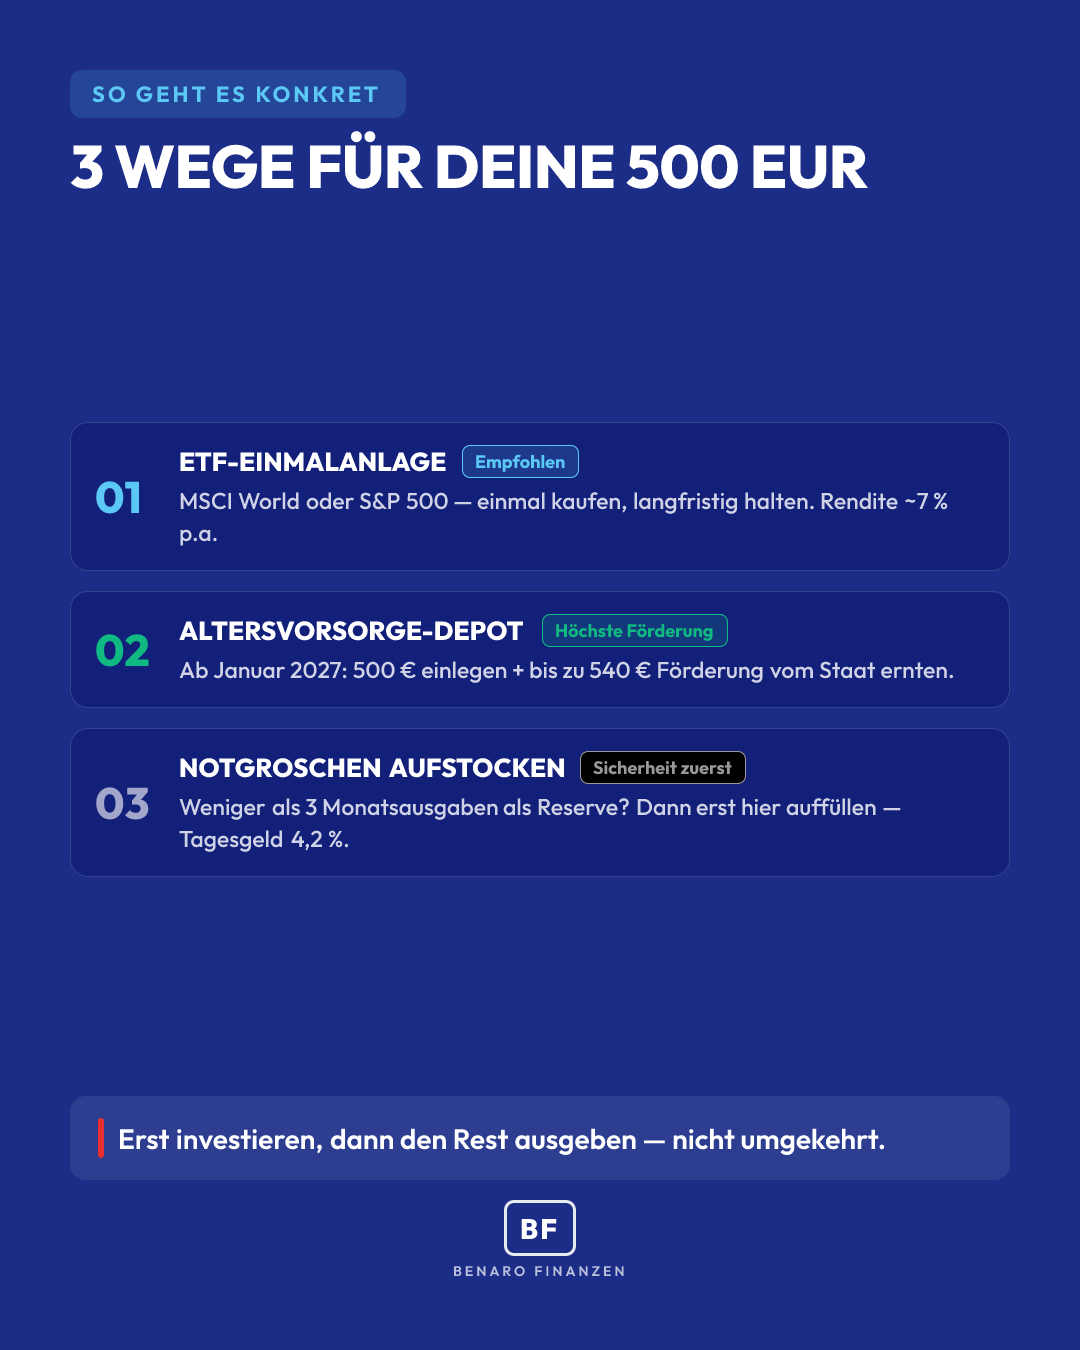 SO GEHT ES KONKRET
3 WEGE FÜR DEINE 500 EUR
01
ETF-EINMALANLAGE
Empfohlen
MSCI World oder S&P 500 — einmal kaufen, langfristig halten. Rendite ~7 %
p.a.
02
ALTERSVORSORGE-DEPOT
Höchste Förderung
Ab Januar 2027: 500 € einlegen + bis zu 540 € Förderung vom Staat ernten.
03
NOTGROSCHEN AUFSTOCKEN
Sicherheit zuerst
Weniger als 3 Monatsausgaben als Reserve? Dann erst hier auffüllen —
Tagesgeld 4,2 %.
Erst investieren, dann den Rest ausgeben — nicht umgekehrt.
BF
BENARO FINANZEN